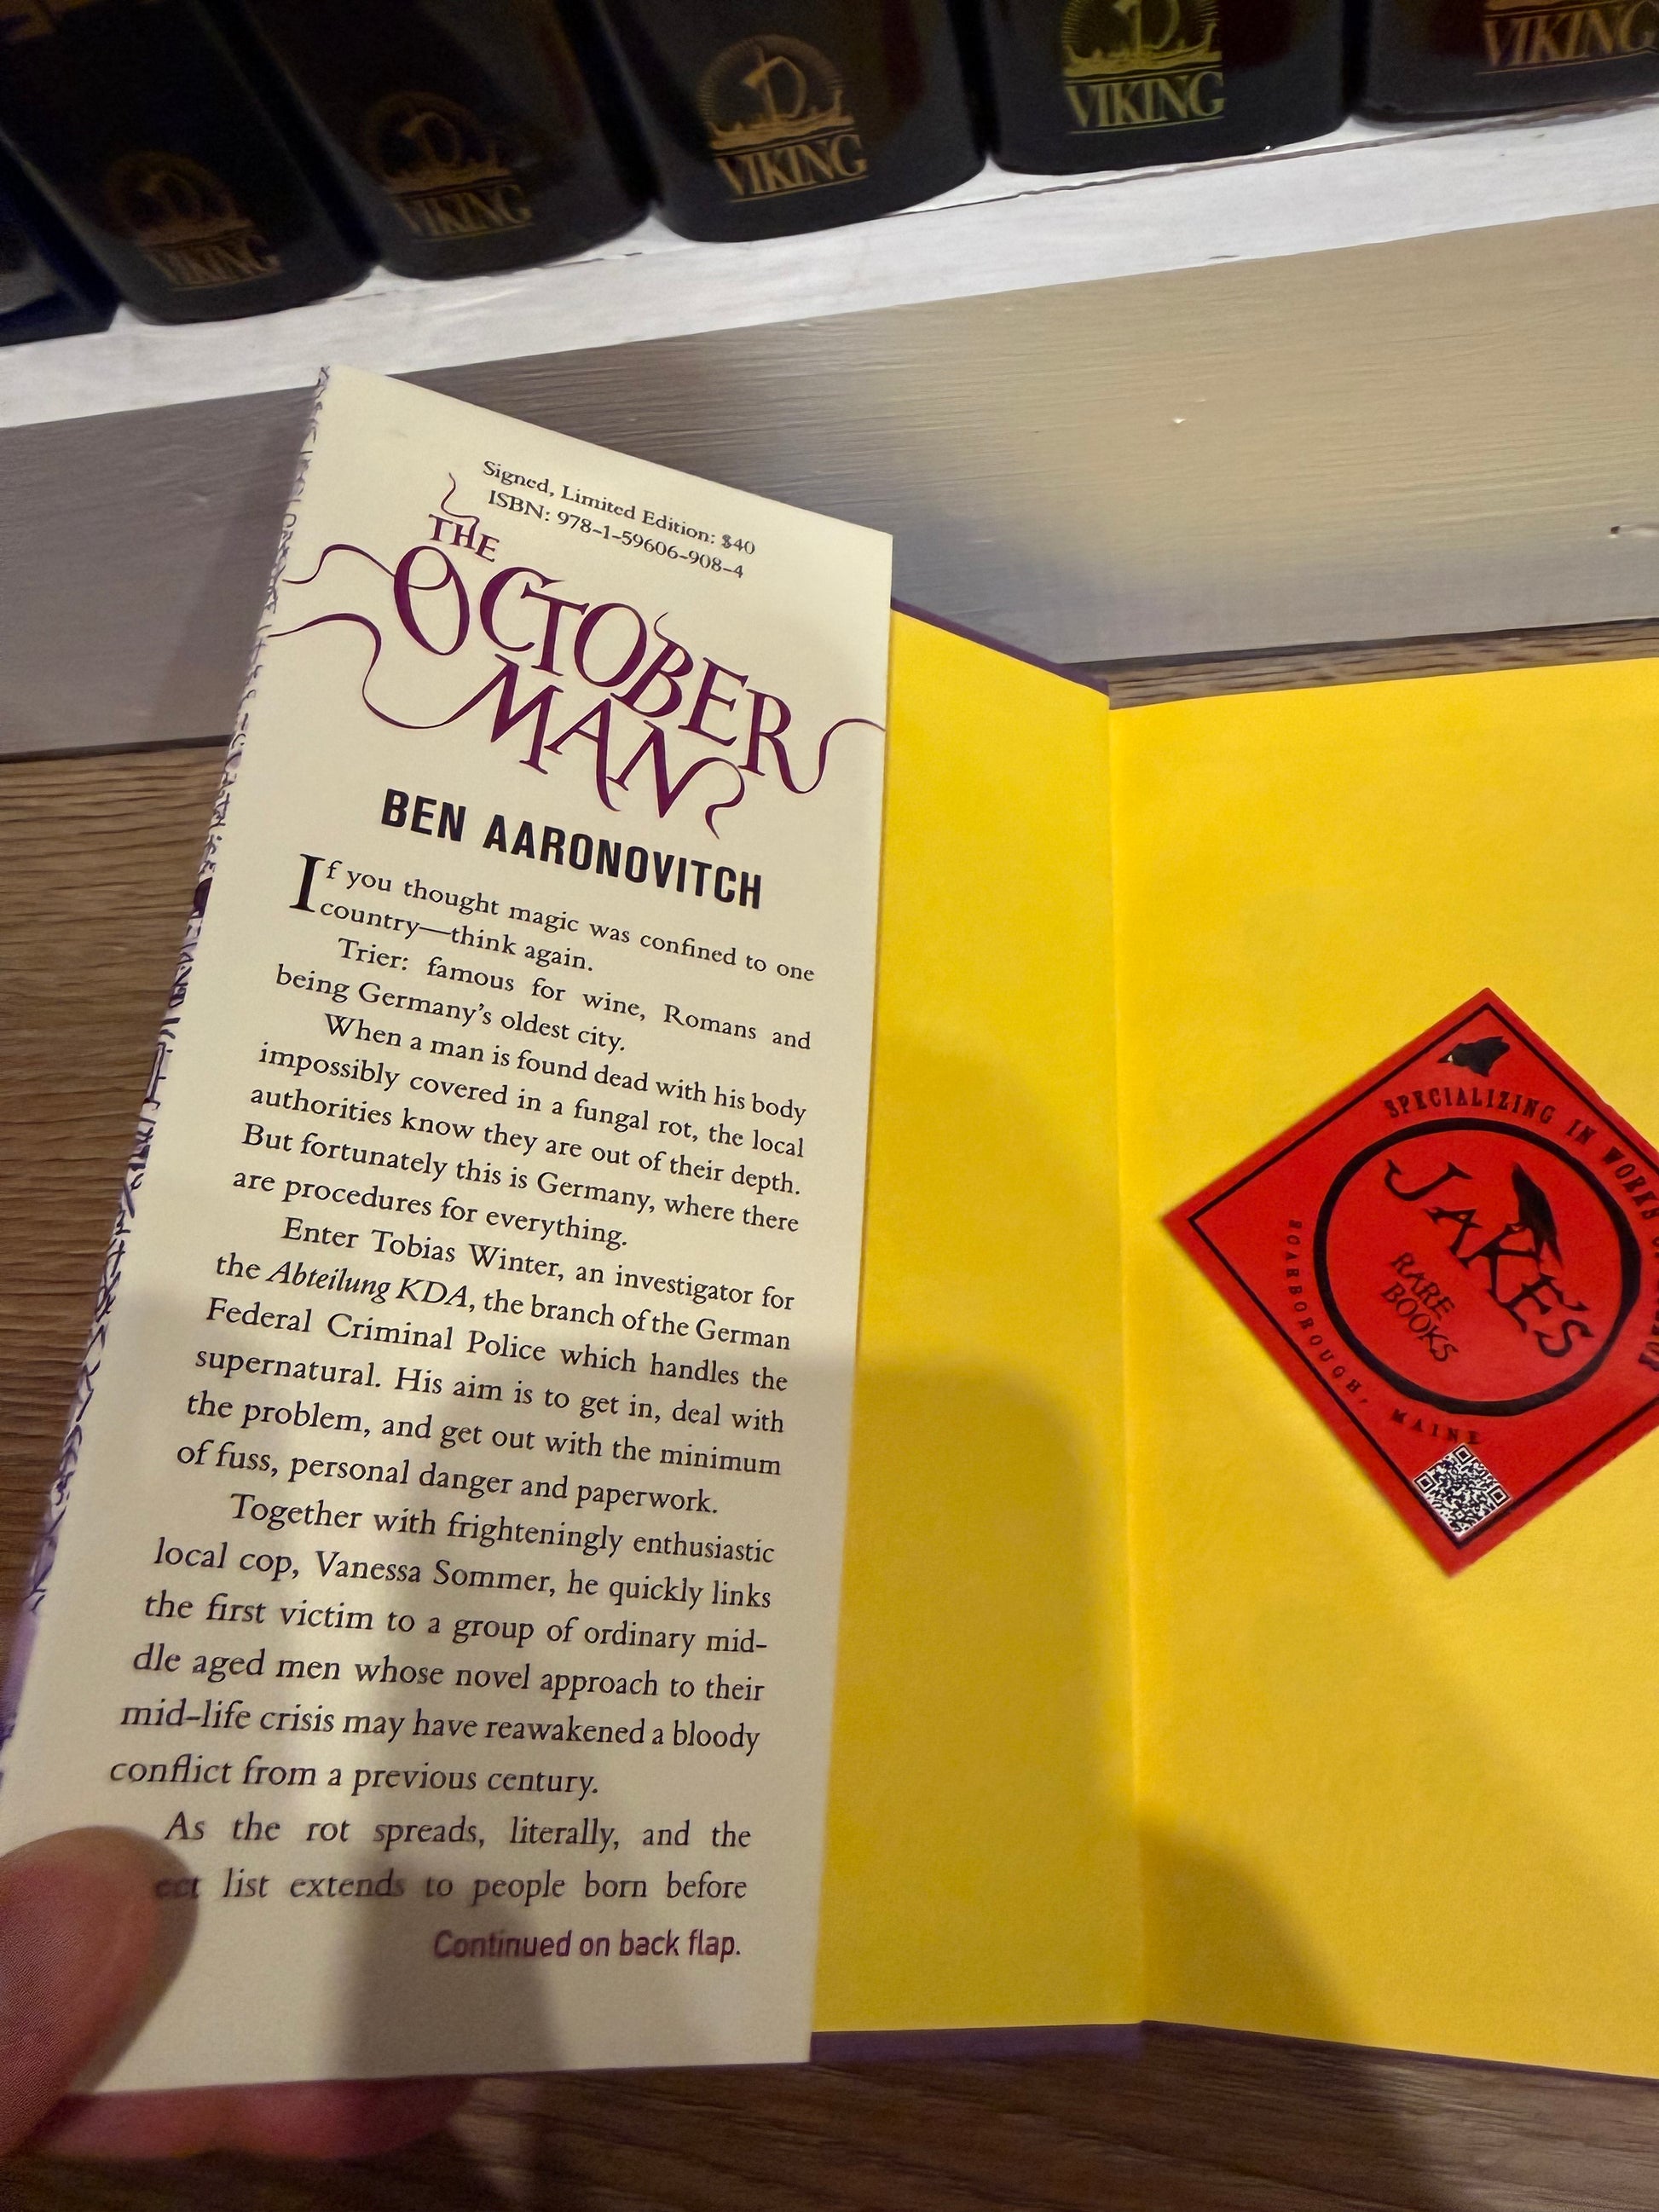 VIKING
VIKING
VIKING
VIKING
VIKING
Signed, Limited Edition: $40
ISBN: 978-1-59606-908-4
THE
OCTOBER
MAN
BEN AARONOVITCH
If you thought magic was confined to one
country—think again.
Trier: famous for wine, Romans and
being Germany's oldest city.
When a man is found dead with his body
impossibly covered in a fungal rot, the local
authorities know they are out of their depth.
But fortunately this is Germany, where there
are procedures for everything.
Enter Tobias Winter, an investigator for
the Abteilung KDA, the branch of the German
Federal Criminal Police which handles the
supernatural. His aim is to get in, deal with
the problem, and get out with the minimum
of fuss, personal danger and paperwork.
Together with frighteningly enthusiastic
local cop, Vanessa Sommer, he quickly links
the first victim to a group of ordinary mid-
dle aged men whose novel approach to their
mid-life crisis may have reawakened a bloody
conflict from a previous century.
As the rot spreads, literally, and the
list extends to people born before
Continued on back flap.
SPECIALIZING IN WORKS
JAKE'S
RARE
BOOKS
SCARBOROUGH, MAINE